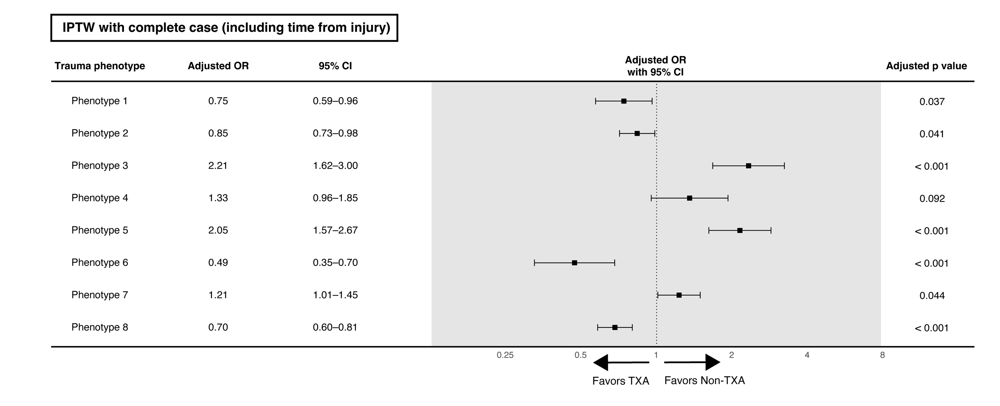 IPTW with complete case (including time from injury)
Trauma phenotype Adjusted OR 95% CI Adjusted OR with 95% CI Adjusted p value
Phenotype 1 0.75 0.59–0.96 0.037
Phenotype 2 0.85 0.73–0.98 0.041
Phenotype 3 2.21 1.62–3.00 < 0.001
Phenotype 4 1.33 0.96–1.85 0.092
Phenotype 5 2.05 1.57–2.67 < 0.001
Phenotype 6 0.49 0.35–0.70 < 0.001
Phenotype 7 1.21 1.01–1.45 0.044
Phenotype 8 0.70 0.60–0.81 < 0.001
0.25 0.5 1 2 4 8
Favors TXA Favors Non-TXA